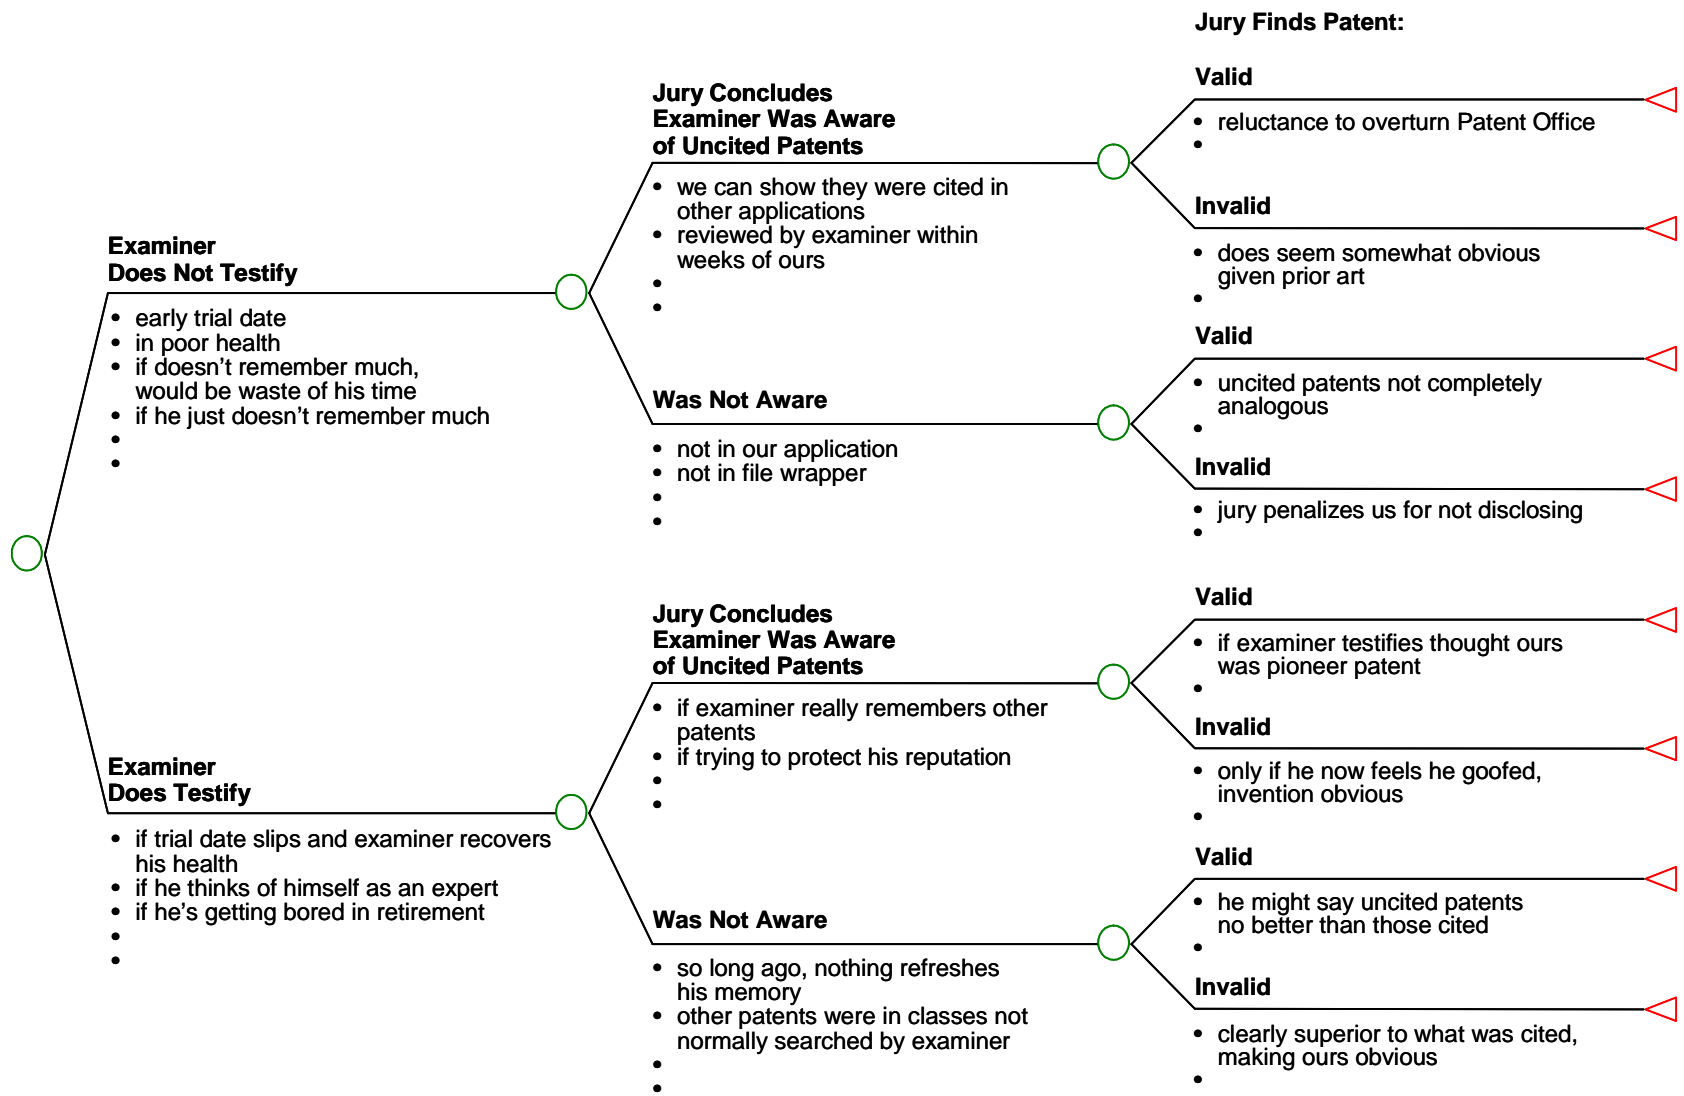 Jury Finds Patent:
Valid
• reluctance to overturn Patent Office
•
Invalid
• does seem somewhat obvious
given prior art
•
Jury Concludes
Examiner Was Aware
of Uncited Patents
• we can show they were cited in
other applications
• reviewed by examiner within
weeks of ours
•
•
Examiner
Does Not Testify
• early trial date
• in poor health
• if doesn't remember much,
would be waste of his time
• if he just doesn't remember much
•
•
Was Not Aware
• not in our application
• not in file wrapper
•
•
Valid
• uncited patents not completely
analogous
•
Invalid
• jury penalizes us for not disclosing
•
Jury Concludes
Examiner Was Aware
of Uncited Patents
• if examiner really remembers other
patents
• if trying to protect his reputation
•
•
Valid
• if examiner testifies thought ours
was pioneer patent
•
Invalid
• only if he now feels he goofed,
invention obvious
•
Examiner
Does Testify
• if trial date slips and examiner recovers
his health
• if he thinks of himself as an expert
• if he's getting bored in retirement
•
•
Was Not Aware
• so long ago, nothing refreshes
his memory
• other patents were in classes not
normally searched by examiner
•
•
Valid
• he might say uncited patents
no better than those cited
•
Invalid
• clearly superior to what was cited,
making ours obvious
•